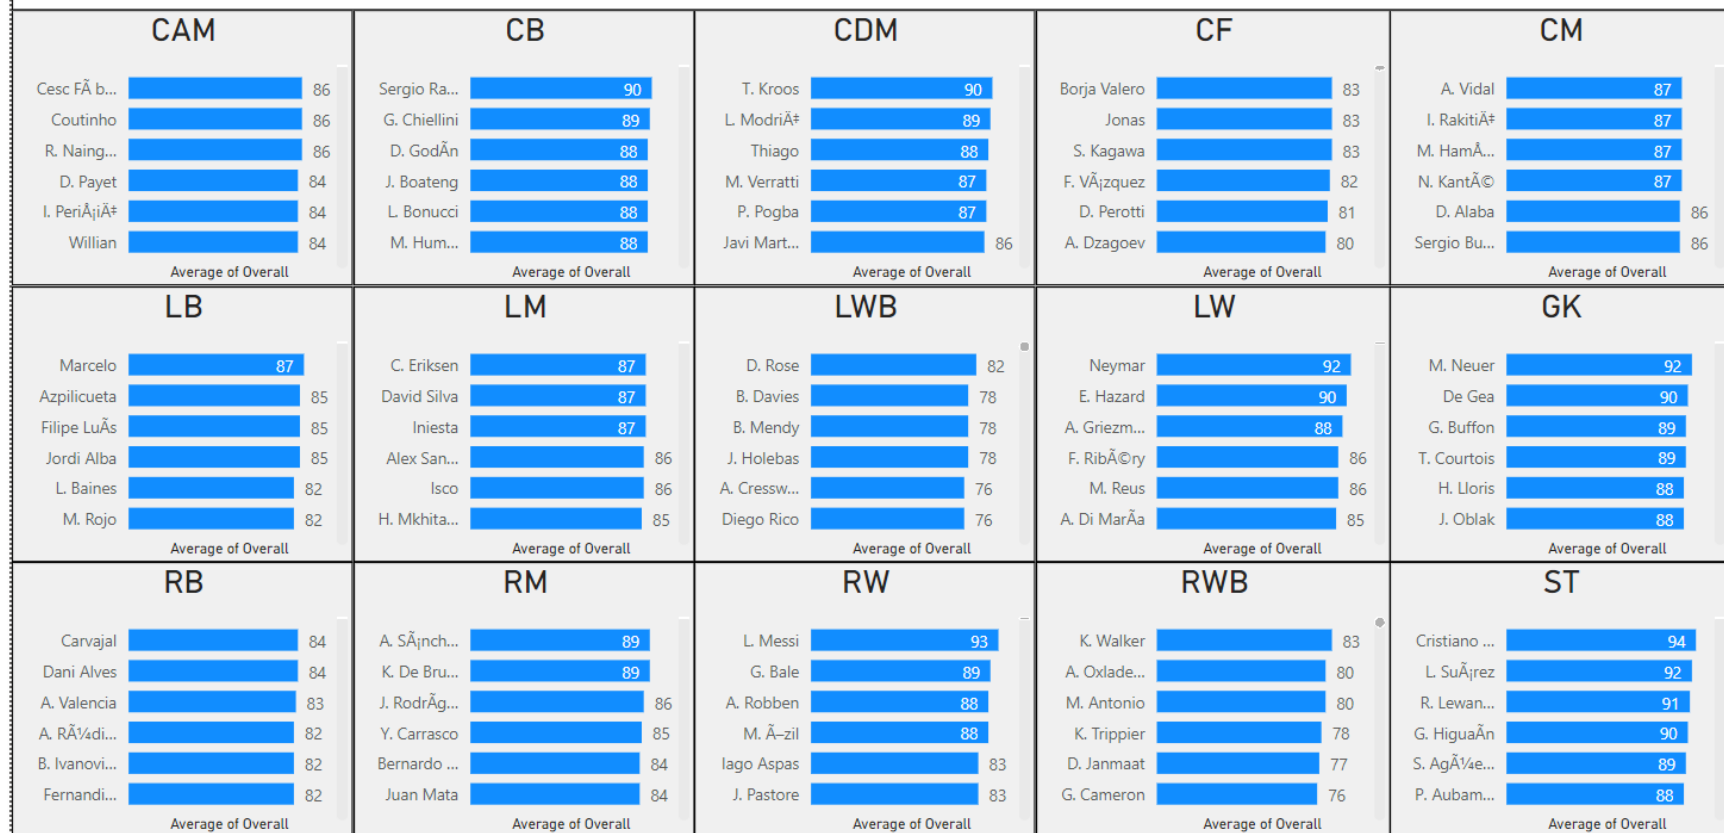 CAM
Cesc FÃ b... 86
Coutinho 86
R. Naing... 86
D. Payet 84
I. PeriÅ¡iÄ‡ 84
Willian 84
Average of Overall
CB
Sergio Ra... 90
G. Chiellini 89
D. GodÃ­n 88
J. Boateng 88
L. Bonucci 88
M. Hum... 88
Average of Overall
CDM
T. Kroos 90
L. ModriÄ‡ 89
Thiago 88
M. Verratti 87
P. Pogba 87
Javi Mart... 86
Average of Overall
CF
Borja Valero 83
Jonas 83
S. Kagawa 83
F. VÃ¡zquez 82
D. Perotti 81
A. Dzagoev 80
Average of Overall
CM
A. Vidal 87
I. RakitiÄ‡ 87
M. HamÅ... 87
N. KantÃ© 87
D. Alaba 86
Sergio Bu... 86
Average of Overall
LB
Marcelo 87
Azpilicueta 85
Filipe LuÃ­s 85
Jordi Alba 85
L. Baines 82
M. Rojo 82
Average of Overall
LM
C. Eriksen 87
David Silva 87
Iniesta 87
Alex San... 86
Isco 86
H. Mkhita... 85
Average of Overall
LWB
D. Rose 82
B. Davies 78
B. Mendy 78
J. Holebas 78
A. Cressw... 76
Diego Rico 76
Average of Overall
LW
Neymar 92
E. Hazard 90
A. Griezm... 88
F. RibÃ©ry 86
M. Reus 86
A. Di MarÃ­a 85
Average of Overall
GK
M. Neuer 92
De Gea 90
G. Buffon 89
T. Courtois 89
H. Lloris 88
J. Oblak 88
Average of Overall
RB
Carvajal 84
Dani Alves 84
A. Valencia 83
A. RÃ¼di... 82
B. Ivanovi... 82
Fernandi... 82
Average of Overall
RM
A. SÃ¡nch... 89
K. De Bru... 89
J. RodrÃ­g... 86
Y. Carrasco 85
Bernardo ... 84
Juan Mata 84
Average of Overall
RW
L. Messi 93
G. Bale 89
A. Robben 88
M. Ã–zil 88
Iago Aspas 83
J. Pastore 83
Average of Overall
RWB
K. Walker 83
A. Oxlade... 80
M. Antonio 80
K. Trippier 78
D. Janmaat 77
G. Cameron 76
Average of Overall
ST
Cristiano ... 94
L. SuÃ¡rez 92
R. Lewan... 91
G. HiguaÃ­n 90
S. AgÃ¼e... 89
P. Aubam... 88
Average of Overall